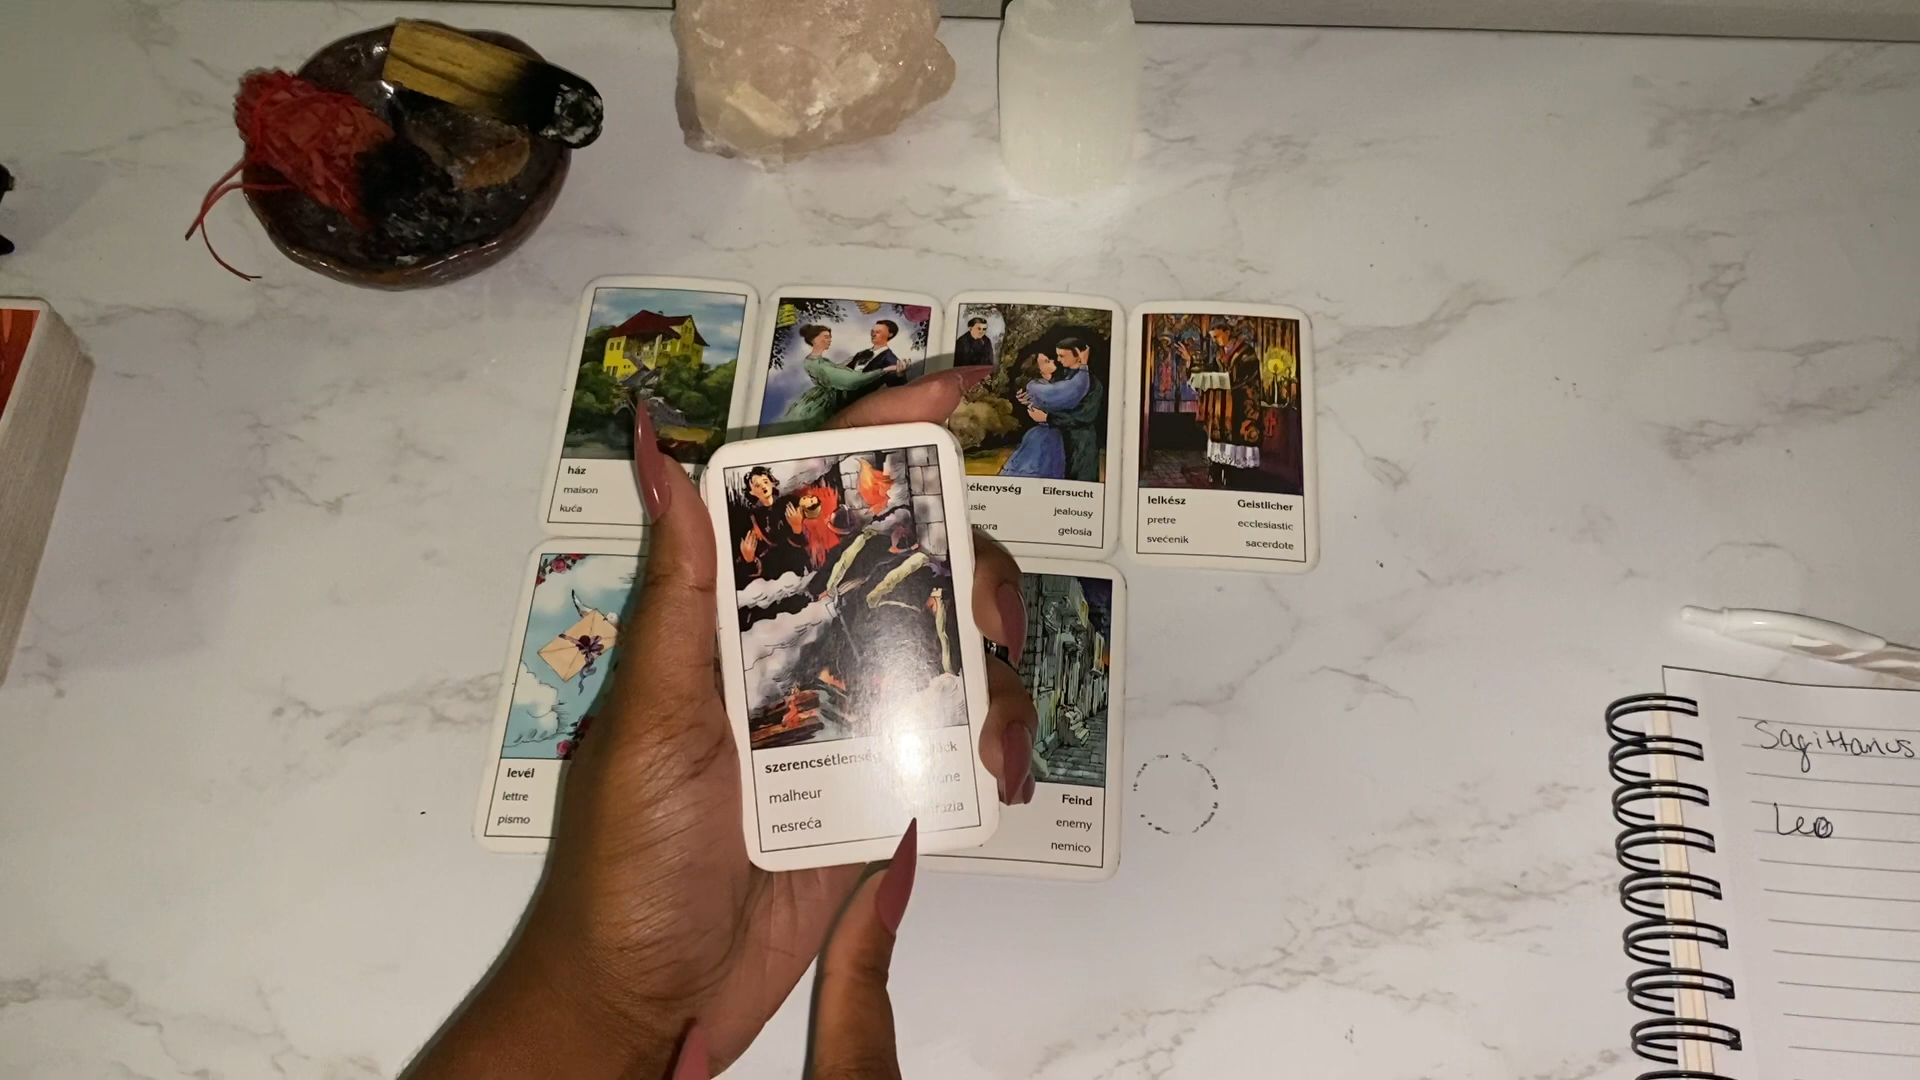 ház
maison
kuća
Eifersucht
jealousy
gelosia
lelkész Geistlicher
pretre ecclesiastic
svećenik sacerdote
levél
lettre
pismo
malheur
nesreća
Feind
enemy
nemico
Sagittarius
Leo